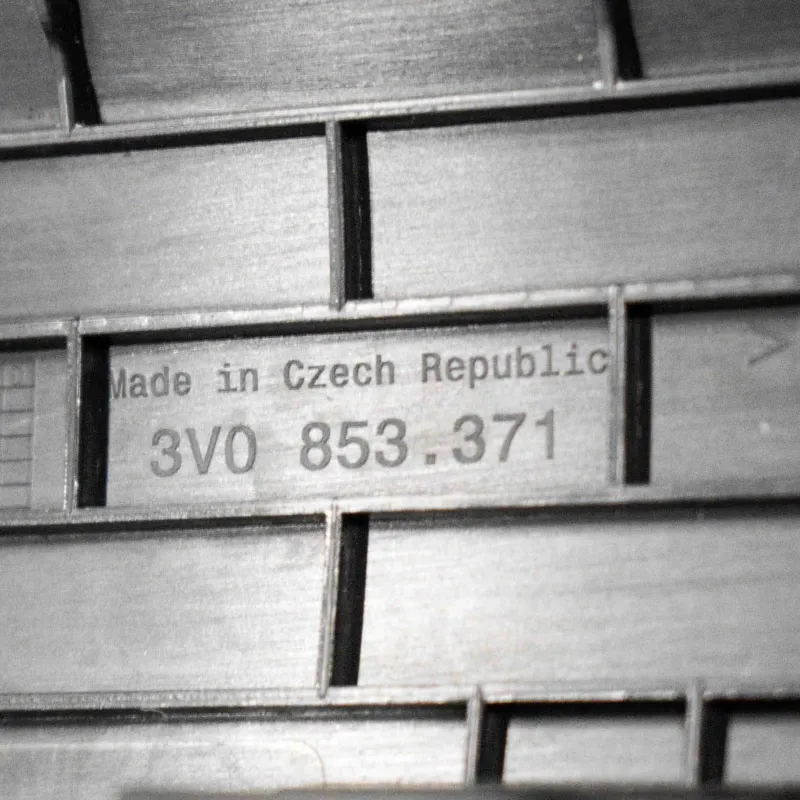 Made in Czech Republic
3V0 853.371
>